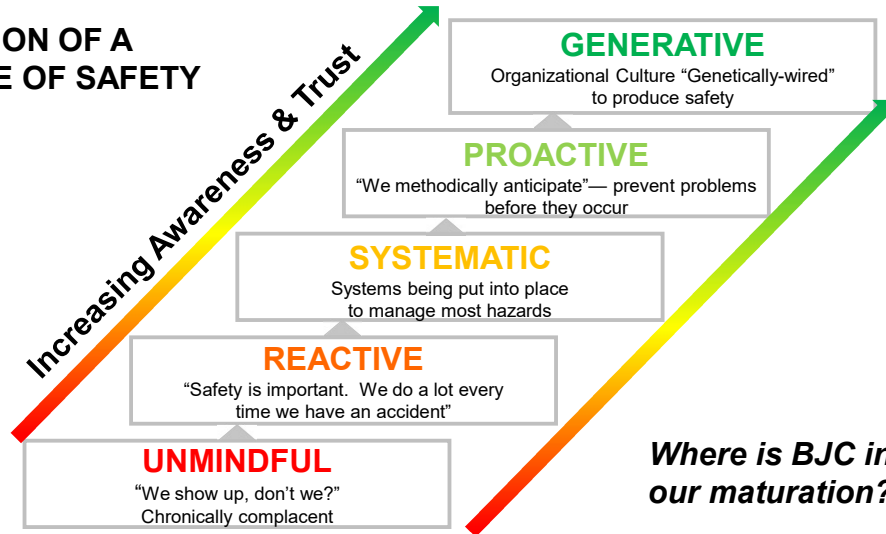 ON OF A
E OF SAFETY
Increasing Awareness & Trust
GENERATIVE
Organizational Culture “Genetically-wired”
to produce safety
PROACTIVE
“We methodically anticipate”— prevent problems
before they occur
SYSTEMATIC
Systems being put into place
to manage most hazards
REACTIVE
“Safety is important.  We do a lot every
time we have an accident”
UNMINDFUL
“We show up, don’t we?”
Chronically complacent
Where is BJC in
our maturation?